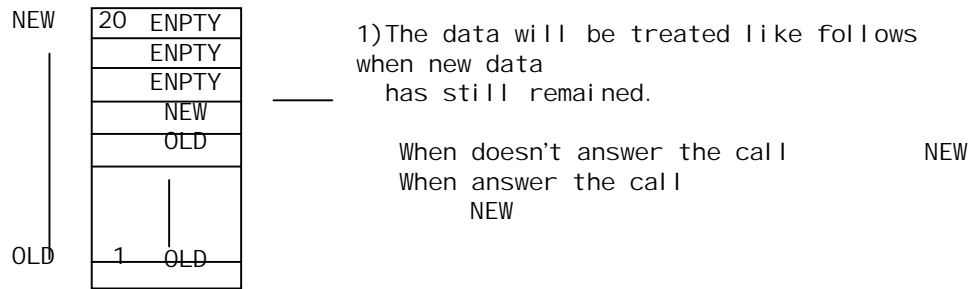 NEW
20 ENPTY
ENPTY
ENPTY
NEW
OLD
OLD 1 OLD
1)The data will be treated like follows
when new data
has still remained.
When doesn't answer the call NEW
When answer the call
NEW